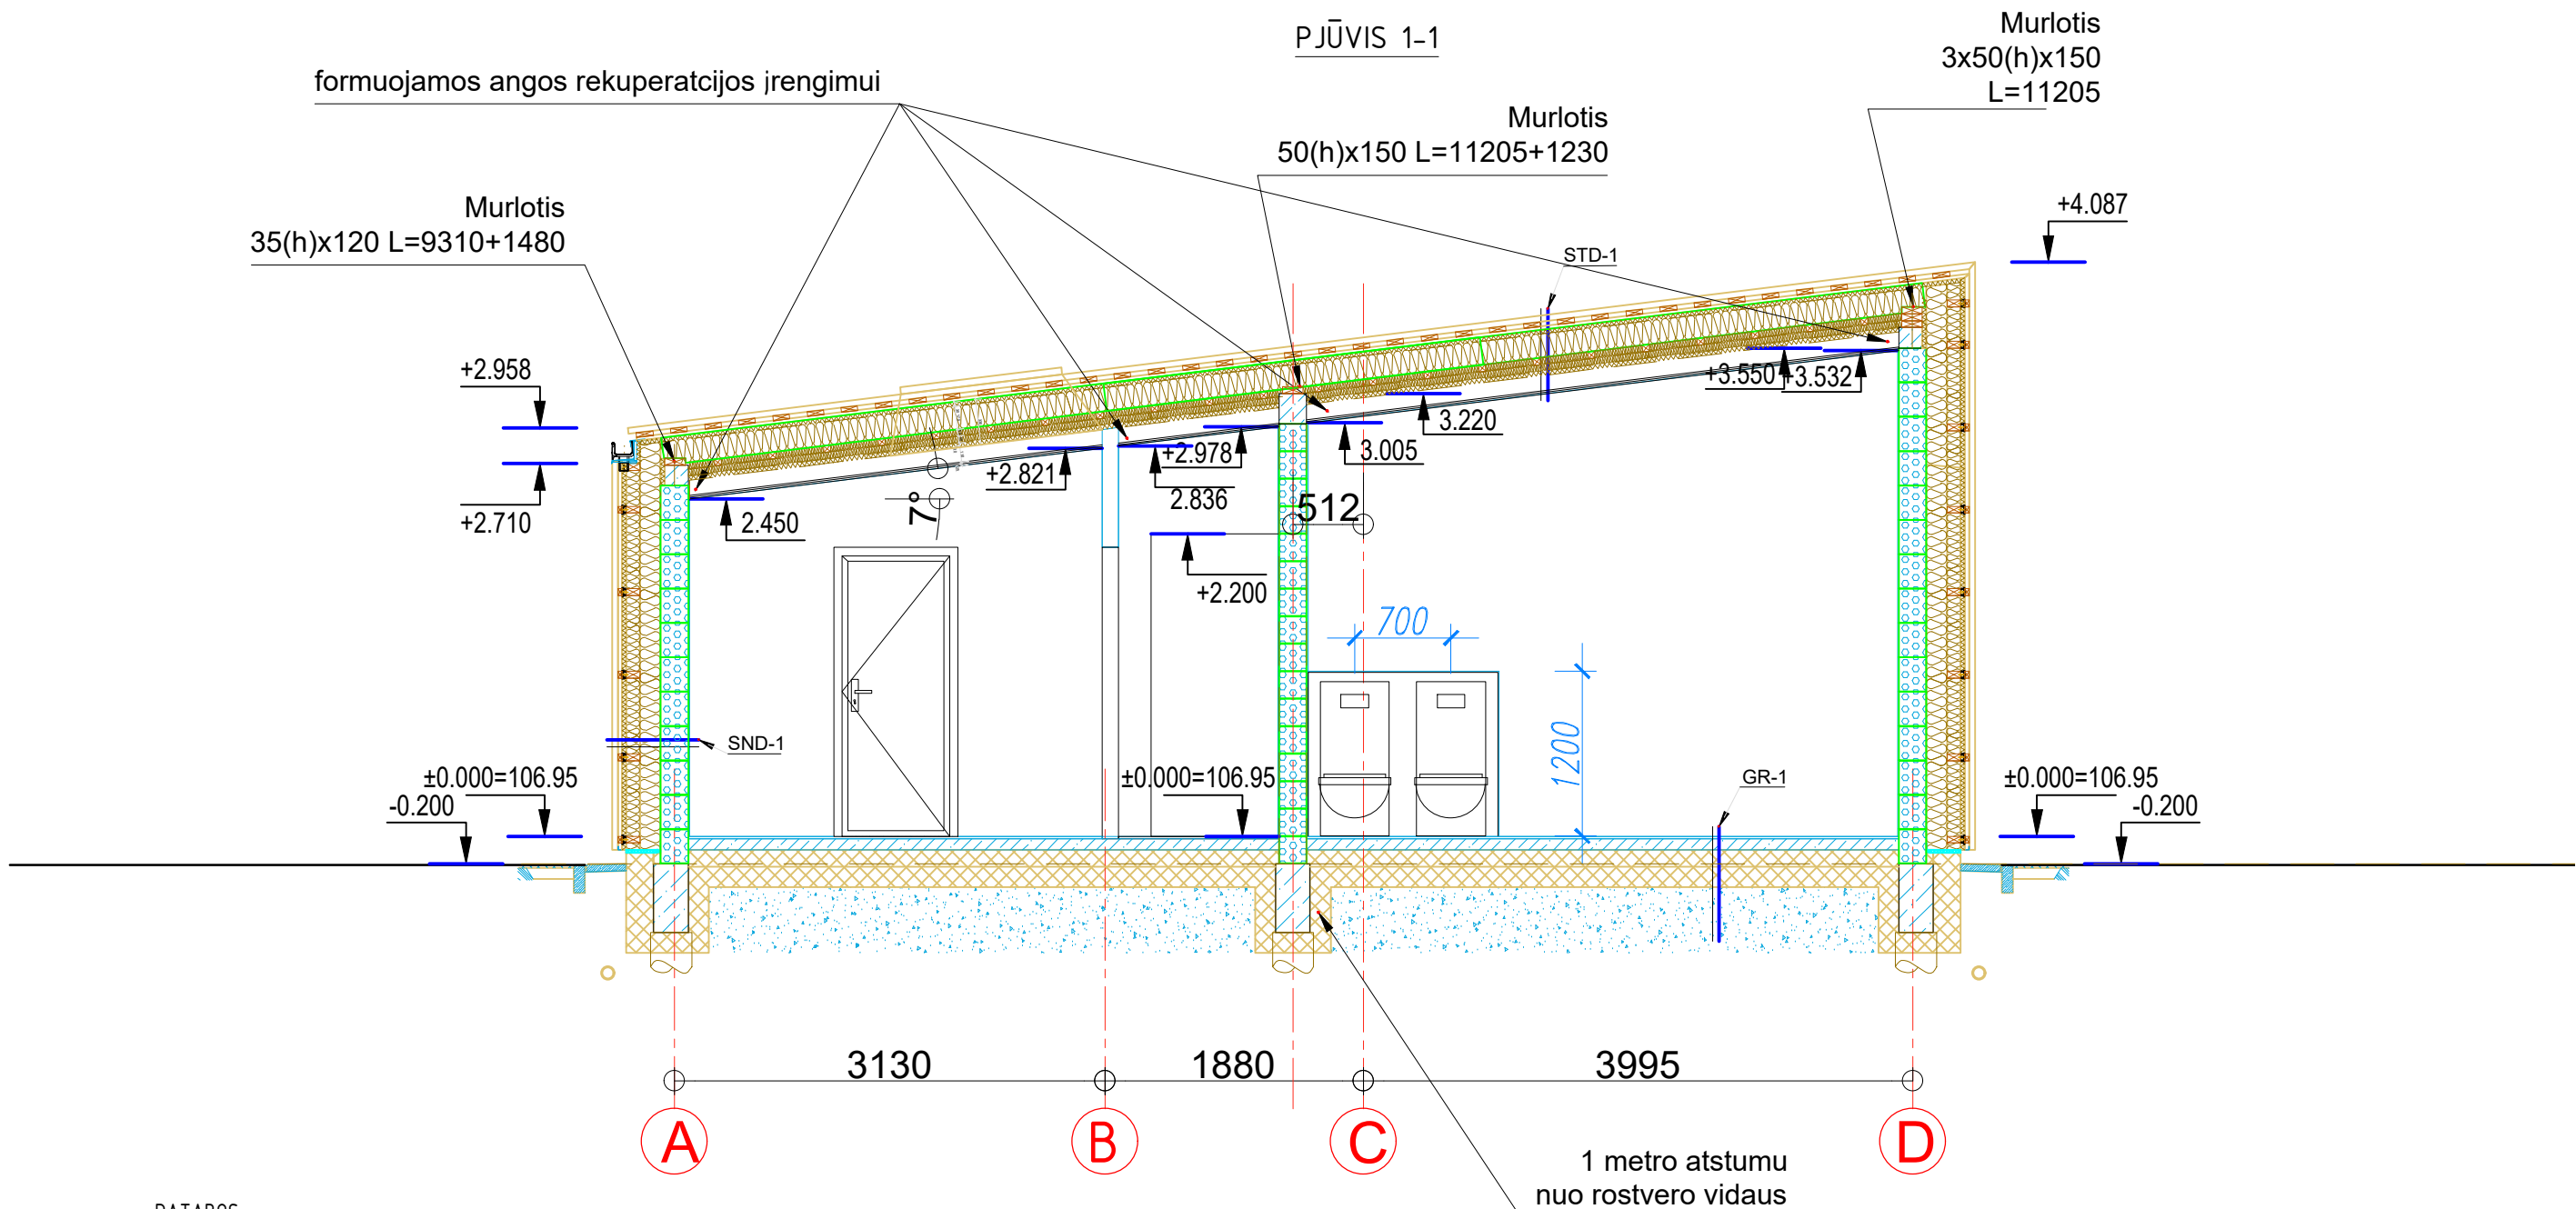 PJŪVIS 1-1
Murlotis
3x50(h)x150
L=11205
formuojamos angos rekuperatcijos įrengimui
Murlotis
50(h)x150 L=11205+1230
Murlotis
35(h)x120 L=9310+1480
+4.087
STD-1
+2.958
+2.710
+3.550
+3.532
3.220
3.005
+2.978
+2.821
2.836
2.450
7°
512
+2.200
700
1200
SND-1
GR-1
±0.000=106.95
-0.200
±0.000=106.95
±0.000=106.95
-0.200
3130
1880
3995
A
B
C
D
1 metro atstumu
nuo rostvero vidaus